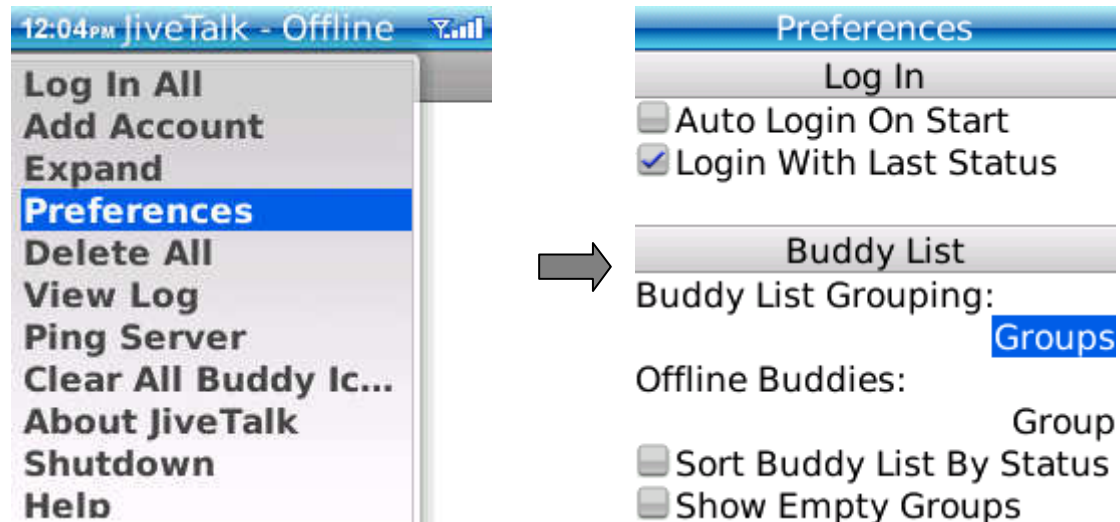 12:04PM JiveTalk - Offline
Log In All
Add Account
Expand
Preferences
Delete All
View Log
Ping Server
Clear All Buddy Ic...
About JiveTalk
Shutdown
Help
Preferences
Log In
Auto Login On Start
Login With Last Status
Buddy List
Buddy List Grouping:
Groups
Offline Buddies:
Group
Sort Buddy List By Status
Show Empty Groups